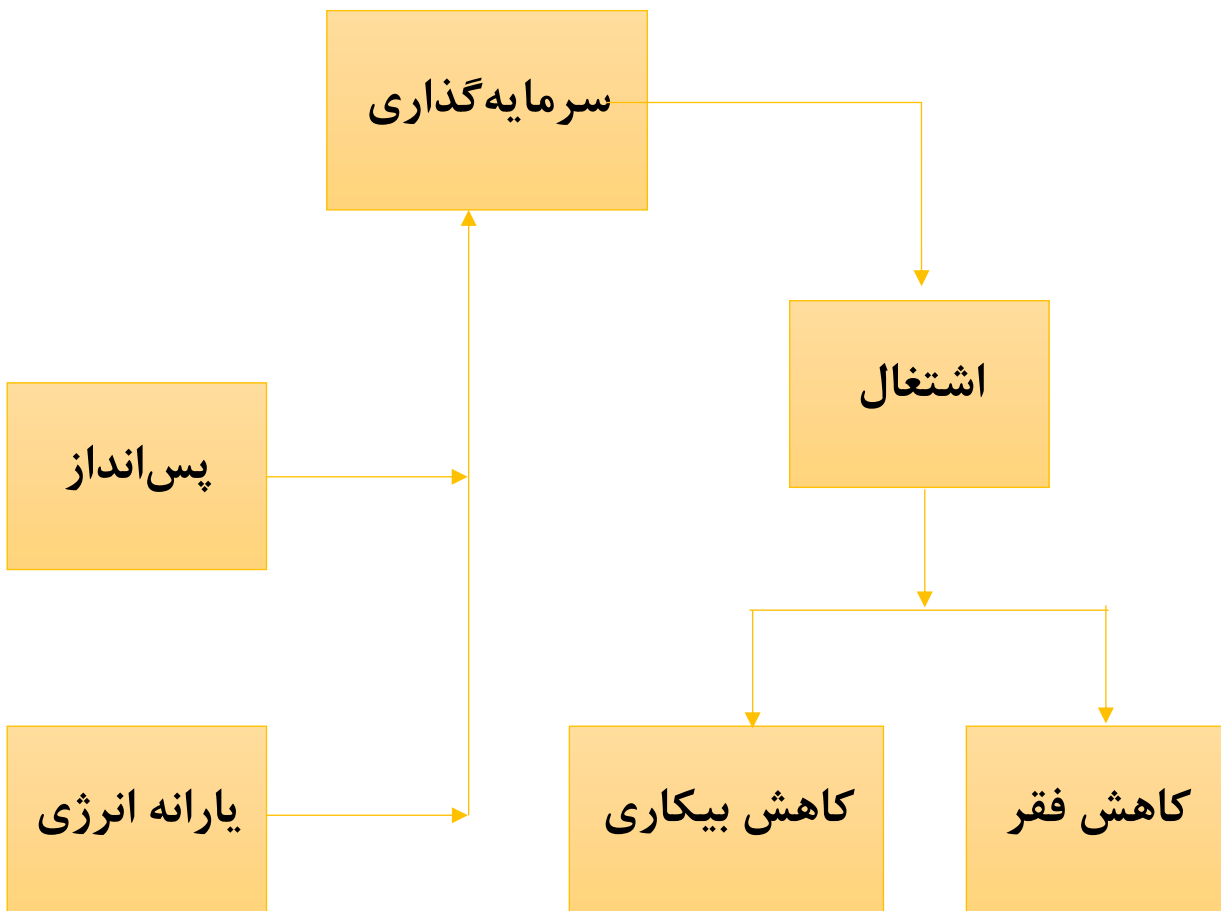 سرمایه‌گذاری
اشتغال
پس‌انداز
یارانه انرژی
کاهش بیکاری
کاهش فقر